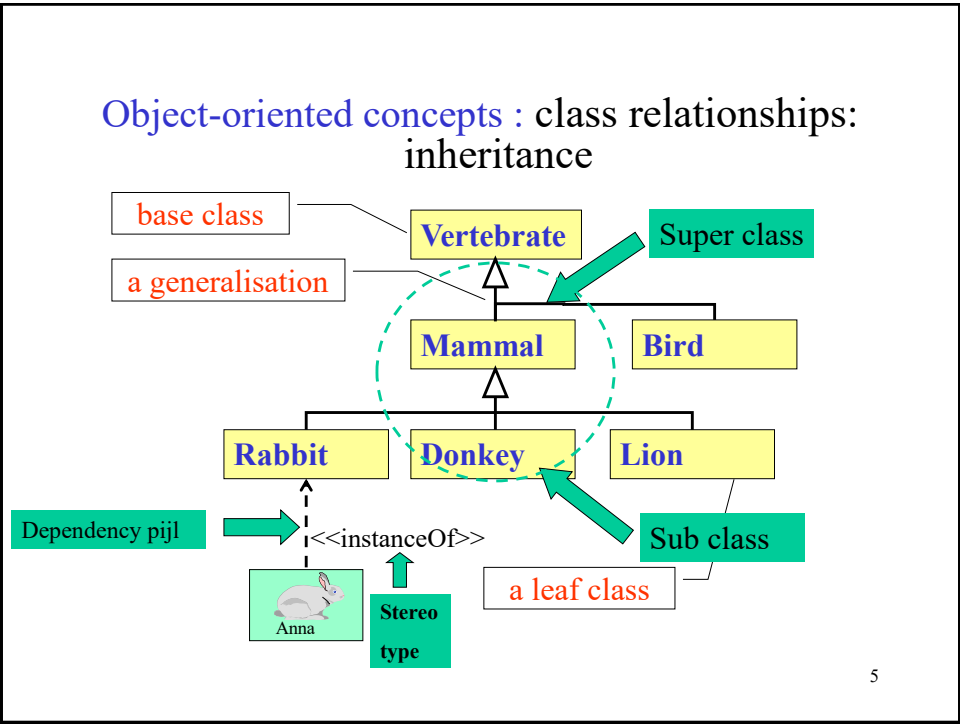 Object-oriented concepts : class relationships:
inheritance
base class
Vertebrate
Super class
a generalisation
Mammal
Bird
Rabbit
Donkey
Lion
Dependency pijl
<<instanceOf>>
Sub class
a leaf class
Anna
Stereo
type
5